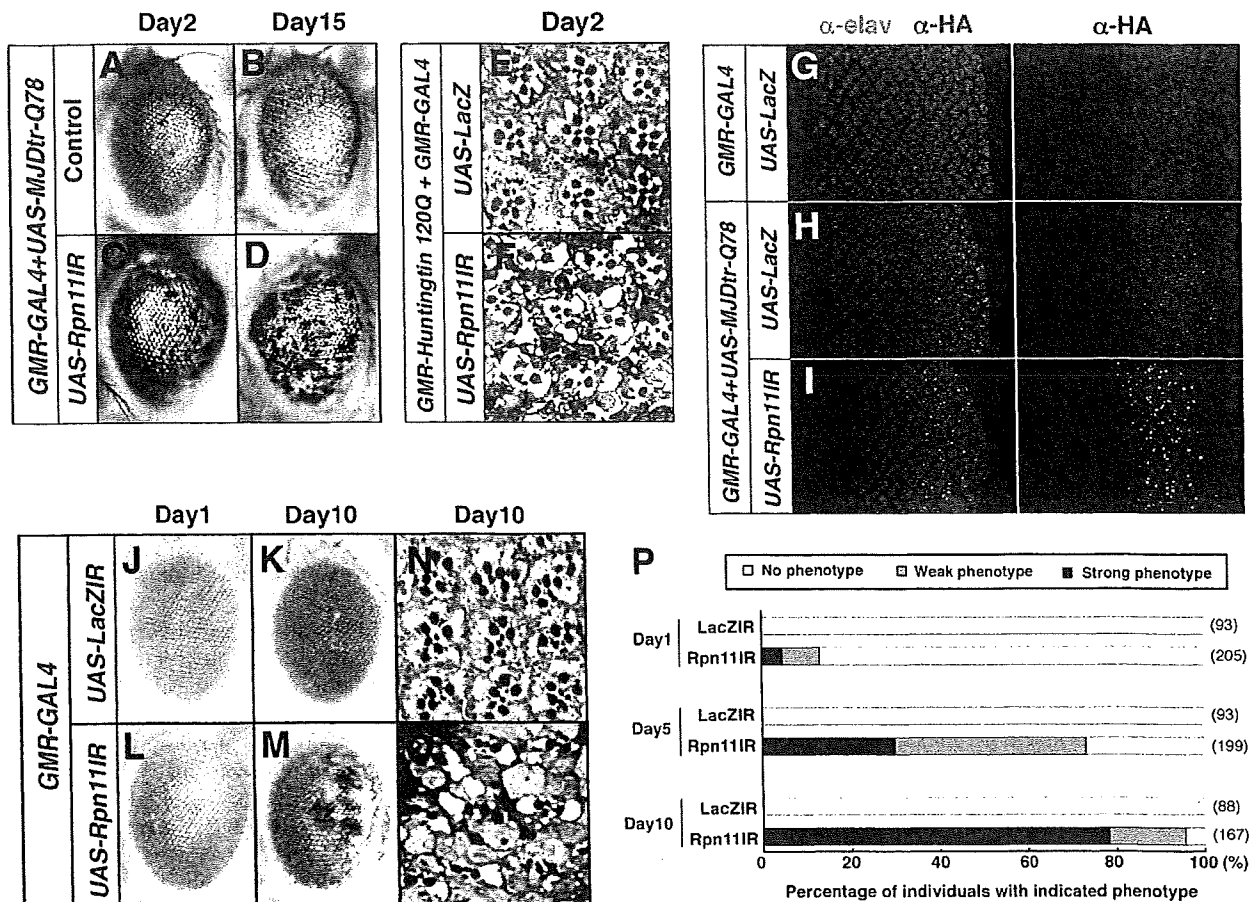 Day2 Day15
GMR-GAL4+UAS-MJDtr-Q78
Control
UAS-Rpn11IR
A
B
C
D
Day2
GMR-Huntingtin 120Q + GMR-GAL4
UAS-LacZ
UAS-Rpn11IR
E
F
α-elav α-HA α-HA
GMR-GAL4
UAS-LacZ
GMR-GAL4+UAS-MJDtr-Q78
UAS-LacZ
UAS-Rpn11IR
G
H
I
Day1 Day10 Day10
GMR-GAL4
UAS-LacZIR
UAS-Rpn11IR
J
K
N
L
M
P
No phenotype Weak phenotype Strong phenotype
Day1
LacZIR (93)
Rpn11IR (205)
Day5
LacZIR (93)
Rpn11IR (199)
Day10
LacZIR (88)
Rpn11IR (167)
0 20 40 60 80 100 (%)
Percentage of individuals with indicated phenotype